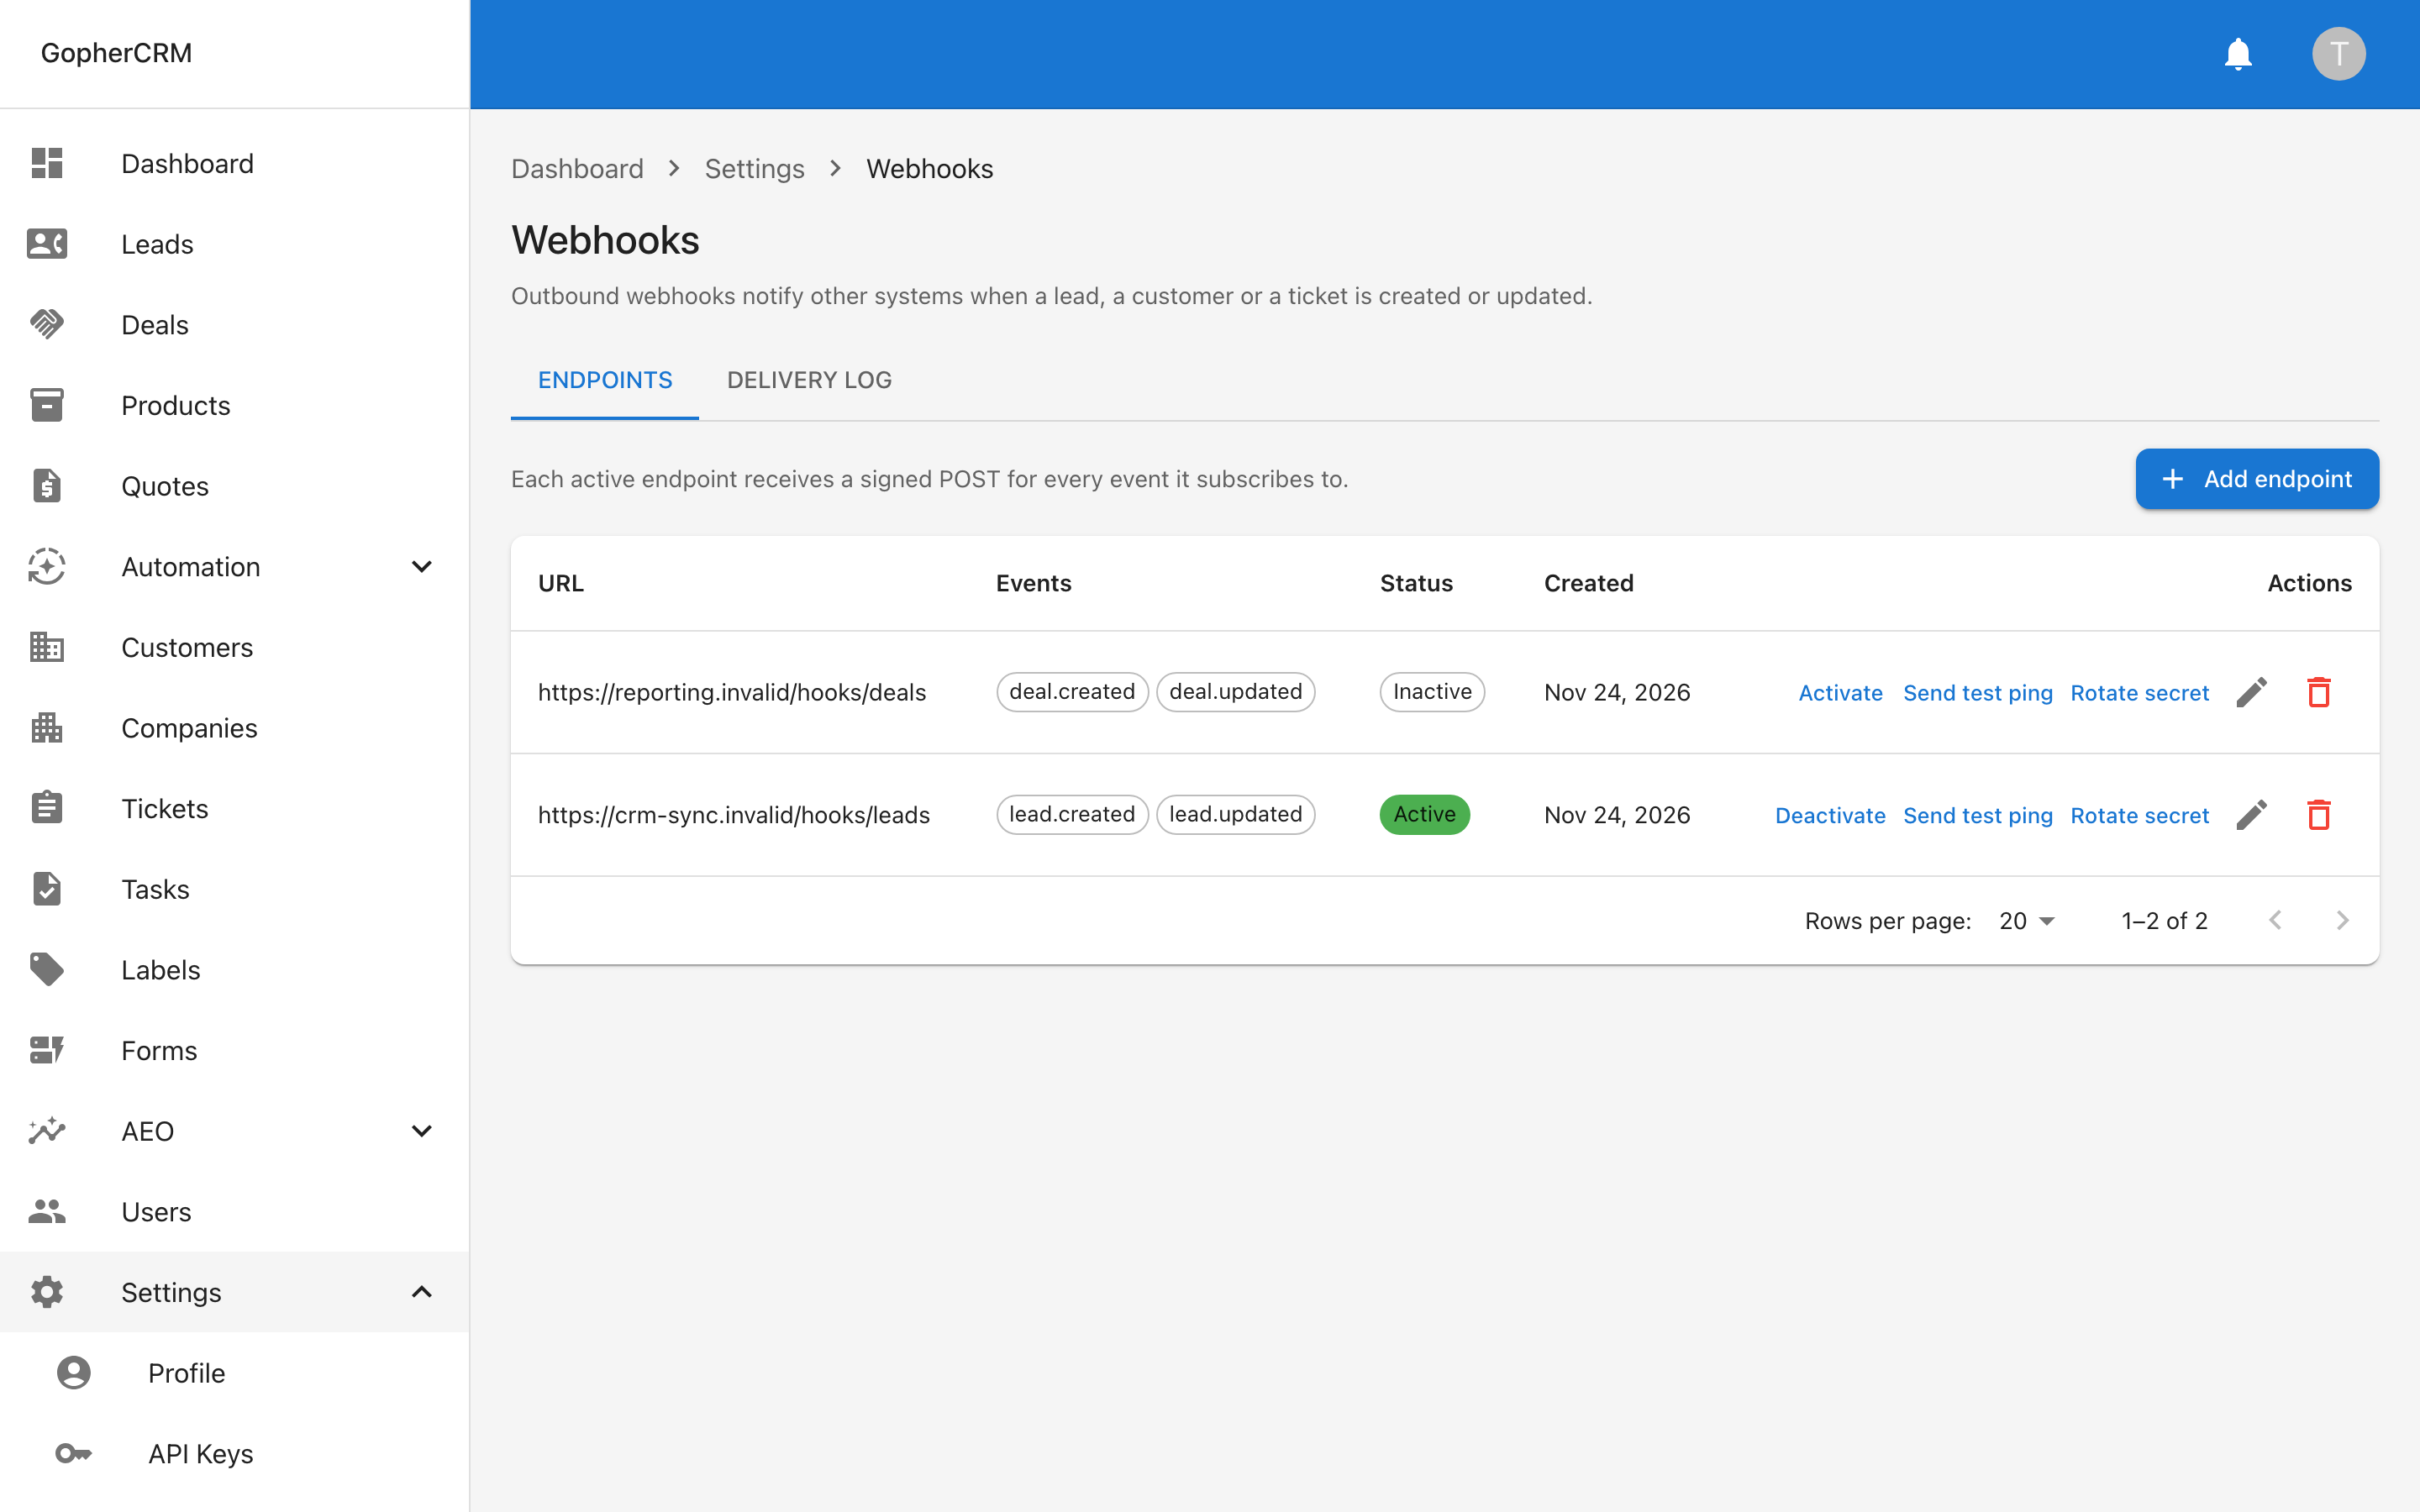 GopherCRM
T
Dashboard
Leads
Deals
Products
Quotes
Automation
Customers
Companies
Tickets
Tasks
Labels
Forms
AEO
Users
Settings
Profile
API Keys
Dashboard > Settings > Webhooks
Webhooks
Outbound webhooks notify other systems when a lead, a customer or a ticket is created or updated.
ENDPOINTS DELIVERY LOG
Each active endpoint receives a signed POST for every event it subscribes to.
+ Add endpoint
URL Events Status Created Actions
https://reporting.invalid/hooks/deals deal.created deal.updated Inactive Nov 24, 2026 Activate Send test ping Rotate secret
https://crm-sync.invalid/hooks/leads lead.created lead.updated Active Nov 24, 2026 Deactivate Send test ping Rotate secret
Rows per page: 20 1–2 of 2